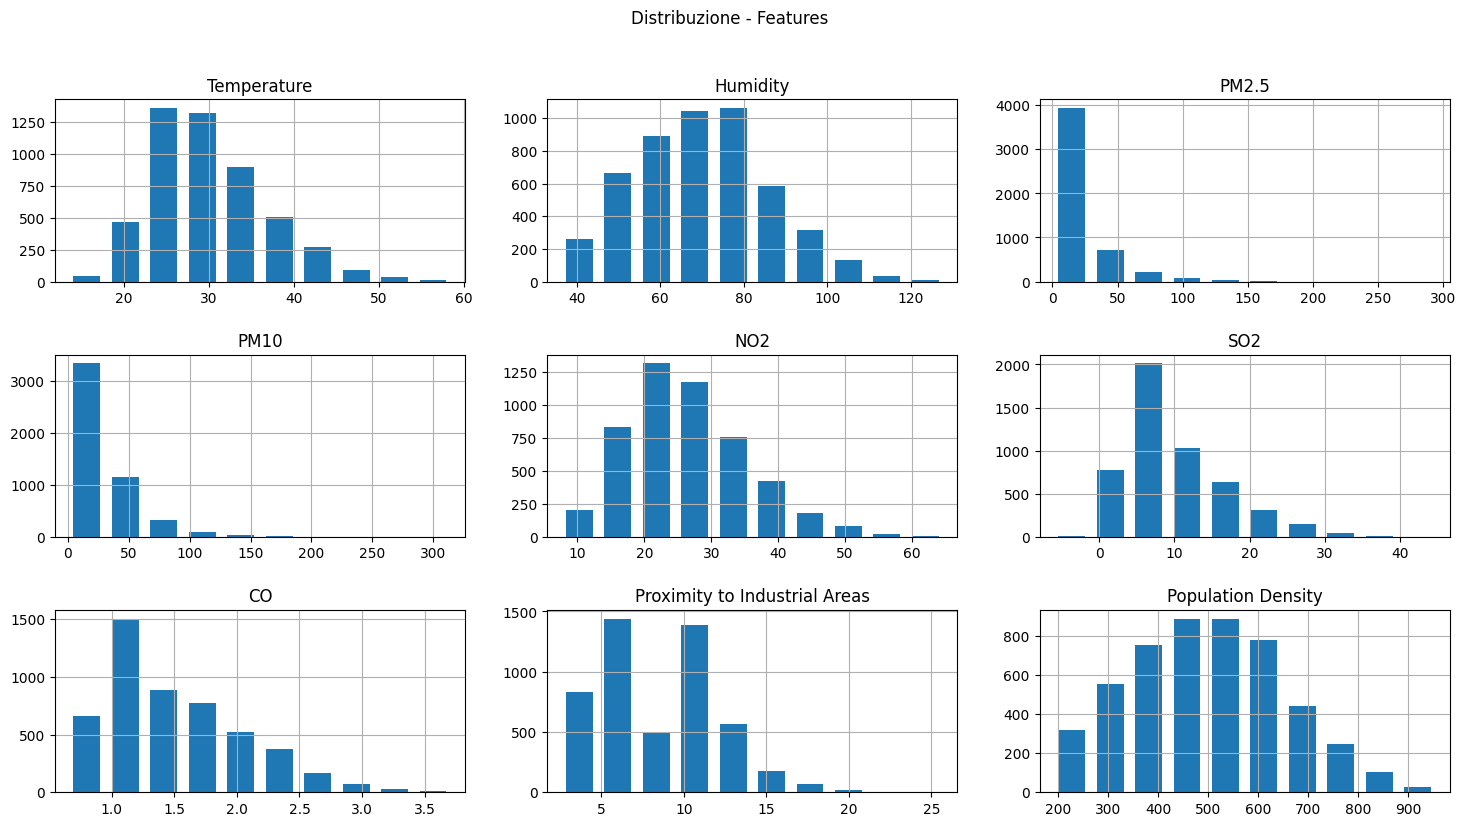 Distribuzione - Features
Temperature
1250
1000
750
500
250
0
20 30 40 50 60
Humidity
1000
800
600
400
200
0
40 60 80 100 120
PM2.5
4000
3000
2000
1000
0
0 50 100 150 200 250 300
PM10
3000
2000
1000
0
0 50 100 150 200 250 300
NO2
1250
1000
750
500
250
0
10 20 30 40 50 60
SO2
2000
1500
1000
500
0
0 10 20 30 40
CO
1500
1000
500
0
1.0 1.5 2.0 2.5 3.0 3.5
Proximity to Industrial Areas
1500
1000
500
0
5 10 15 20 25
Population Density
800
600
400
200
0
200 300 400 500 600 700 800 900